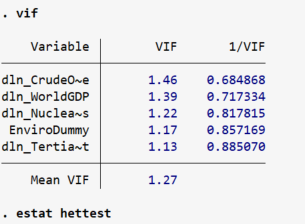 . vif
Variable | VIF 1/VIF
dln_CrudeO~e | 1.46 0.684868
dln_WorldGDP | 1.39 0.717334
dln_Nuclea~s | 1.22 0.817815
EnviroDummy | 1.17 0.857169
dln_Tertia~t | 1.13 0.885070
Mean VIF | 1.27
. estat hettest